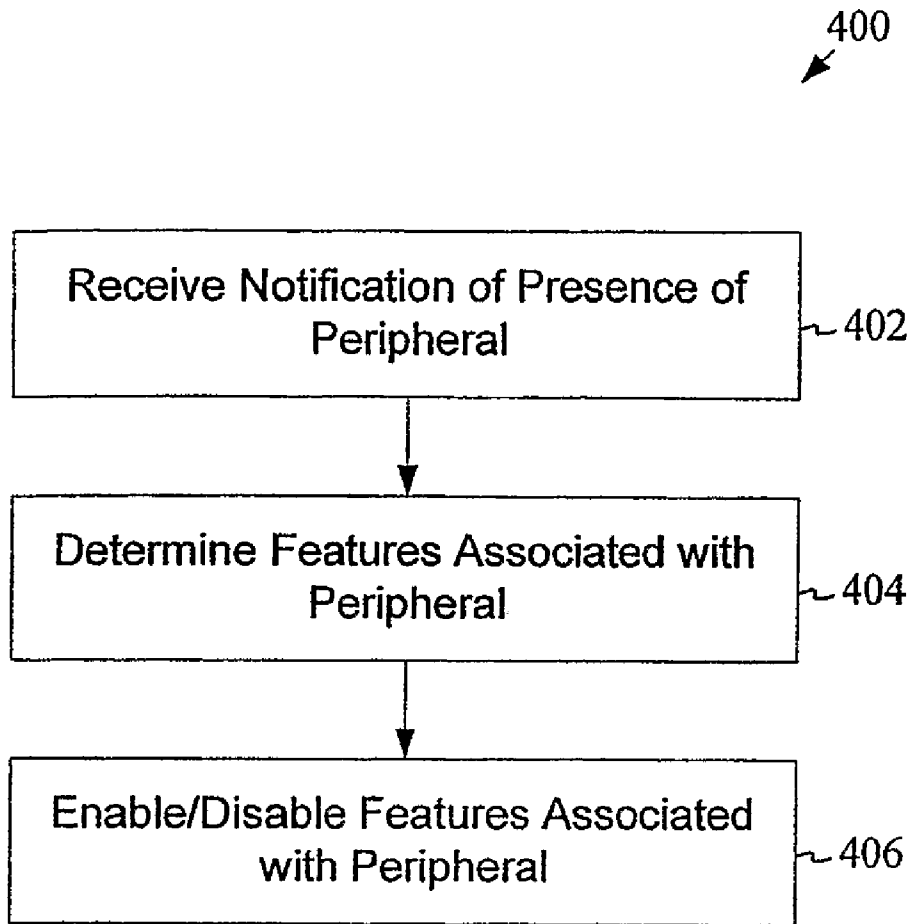 400
Receive Notification of Presence of
Peripheral
402
Determine Features Associated with
Peripheral
404
Enable/Disable Features Associated
with Peripheral
406